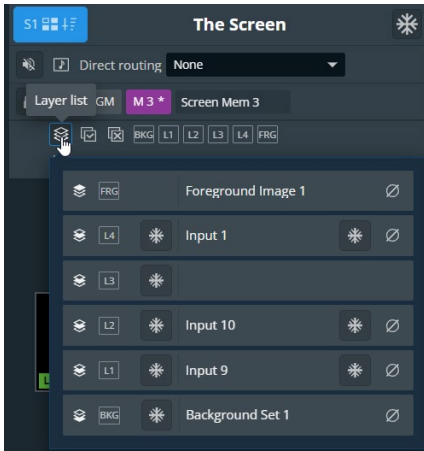 S1 The Screen
Direct routing None
Layer list GM M 3 * Screen Mem 3
BKG L1 L2 L3 L4 FRG
FRG Foreground Image 1
L4 Input 1
L3
L2 Input 10
L1 Input 9
BKG Background Set 1
L